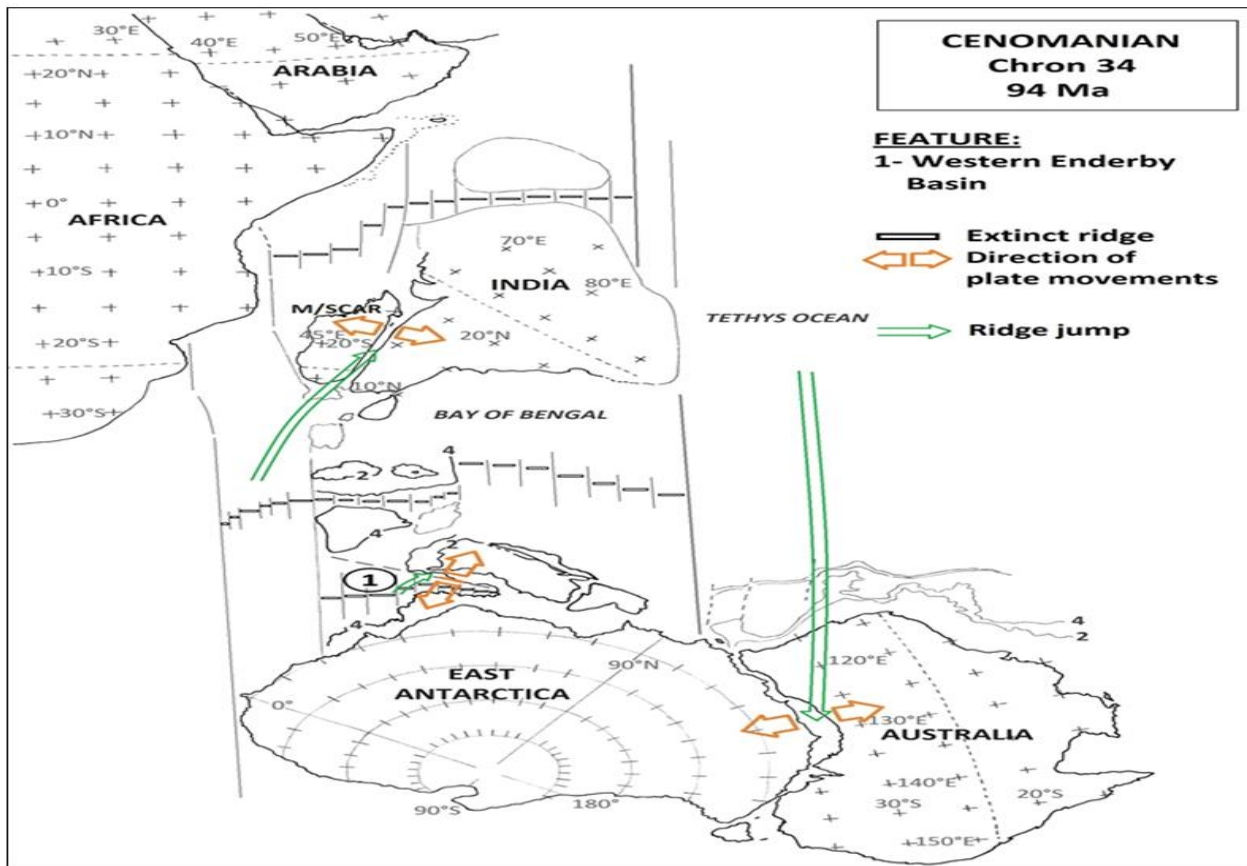 30°E
40°E
50°E
ARABIA
20°N
10°N
0°
AFRICA
10°S
20°S
30°S
CENOMANIAN
Chron 34
94 Ma
FEATURE:
1- Western Enderby
Basin
Extinct ridge
Direction of
plate movements
Ridge jump
70°E
INDIA
80°E
M/SCAR
45°E
20°S
20°N
10°N
TETHYS OCEAN
BAY OF BENGAL
4
2
4
2
1
4
4
2
90°N
EAST
ANTARCTICA
0°
120°E
130°E
AUSTRALIA
140°E
30°S
20°S
150°E
90°S
180°